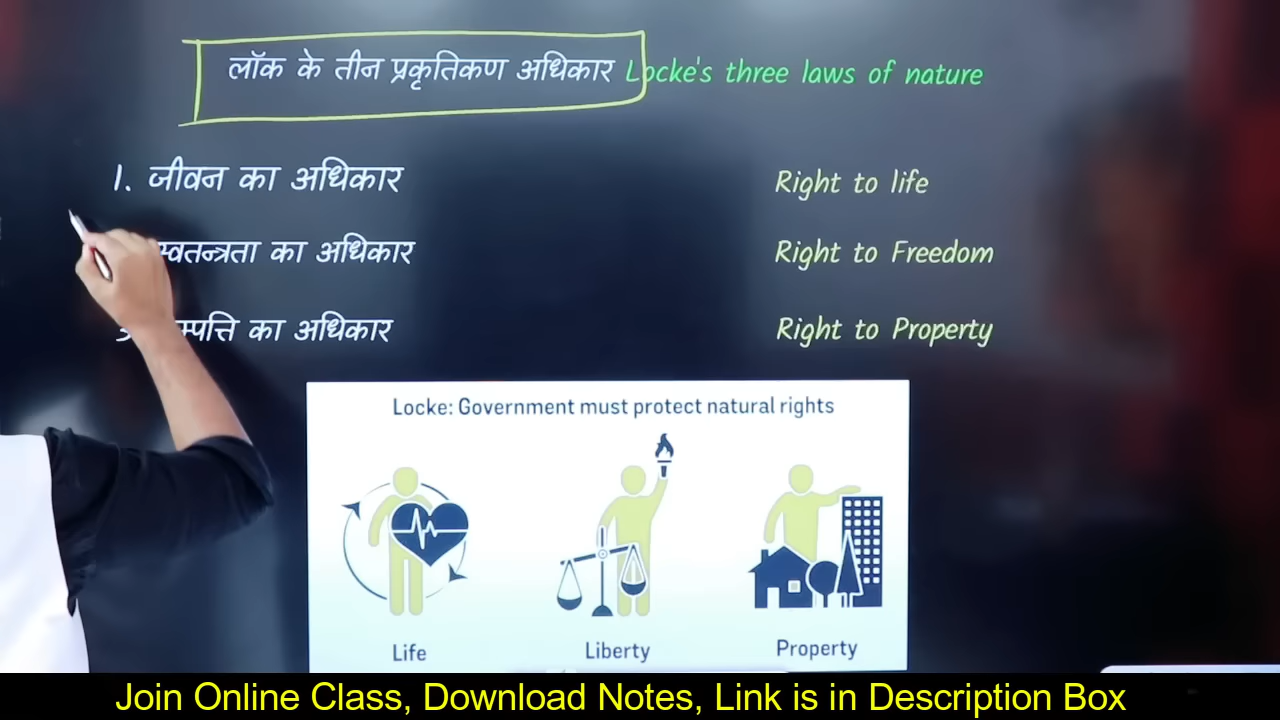 लॉक के तीन प्रकृतिकण अधिकार Locke's three laws of nature
1. जीवन का अधिकार Right to life
स्वतन्त्रता का अधिकार Right to Freedom
का अधिकार Right to Property
Locke: Government must protect natural rights
Life Liberty Property
Join Online Class, Download Notes, Link is in Description Box